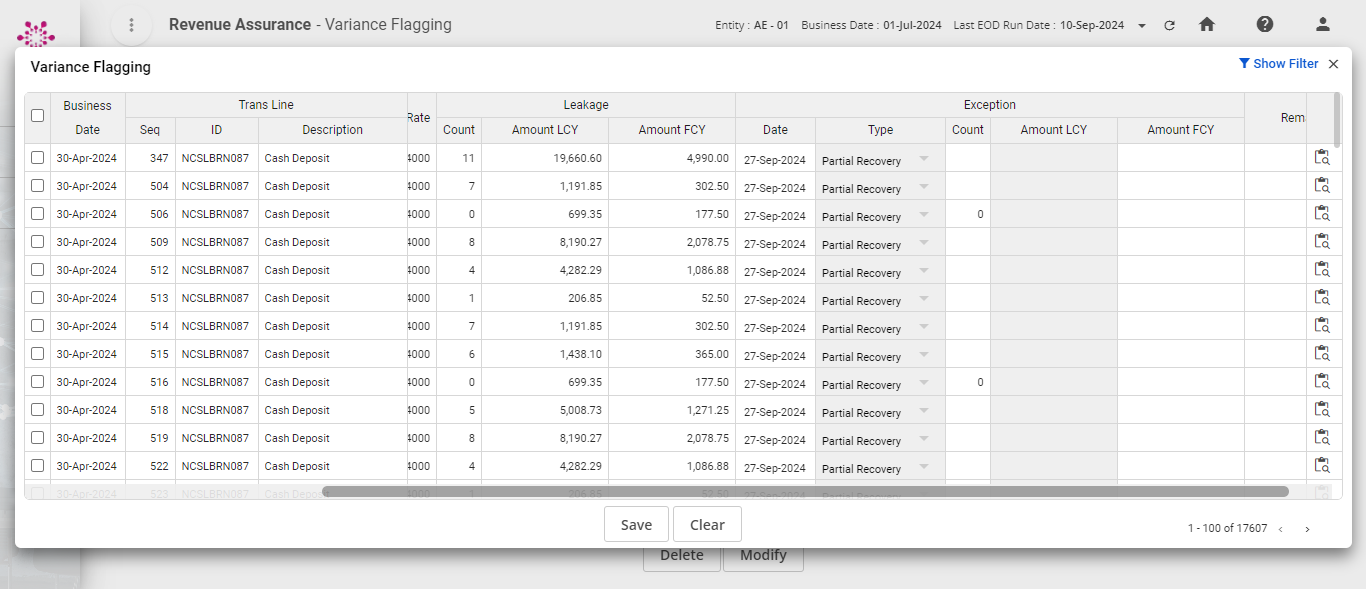 Revenue Assurance - Variance Flagging
Entity : AE - 01 Business Date : 01-Jul-2024 Last EOD Run Date : 10-Sep-2024
Variance Flagging
Show Filter
Business Date Trans Line Rate Leakage Exception Rem
Seq ID Description Count Amount LCY Amount FCY Date Type Count Amount LCY Amount FCY
30-Apr-2024 347 NCSLBRN087 Cash Deposit 4000 11 19,660.60 4,990.00 27-Sep-2024 Partial Recovery
30-Apr-2024 504 NCSLBRN087 Cash Deposit 4000 7 1,191.85 302.50 27-Sep-2024 Partial Recovery
30-Apr-2024 506 NCSLBRN087 Cash Deposit 4000 0 699.35 177.50 27-Sep-2024 Partial Recovery 0
30-Apr-2024 509 NCSLBRN087 Cash Deposit 4000 8 8,190.27 2,078.75 27-Sep-2024 Partial Recovery
30-Apr-2024 512 NCSLBRN087 Cash Deposit 4000 4 4,282.29 1,086.88 27-Sep-2024 Partial Recovery
30-Apr-2024 513 NCSLBRN087 Cash Deposit 4000 1 206.85 52.50 27-Sep-2024 Partial Recovery
30-Apr-2024 514 NCSLBRN087 Cash Deposit 4000 7 1,191.85 302.50 27-Sep-2024 Partial Recovery
30-Apr-2024 515 NCSLBRN087 Cash Deposit 4000 6 1,438.10 365.00 27-Sep-2024 Partial Recovery
30-Apr-2024 516 NCSLBRN087 Cash Deposit 4000 0 699.35 177.50 27-Sep-2024 Partial Recovery 0
30-Apr-2024 518 NCSLBRN087 Cash Deposit 4000 5 5,008.73 1,271.25 27-Sep-2024 Partial Recovery
30-Apr-2024 519 NCSLBRN087 Cash Deposit 4000 8 8,190.27 2,078.75 27-Sep-2024 Partial Recovery
30-Apr-2024 522 NCSLBRN087 Cash Deposit 4000 4 4,282.29 1,086.88 27-Sep-2024 Partial Recovery
30-Apr-2024 523 NCSLBRN087 Cash Deposit 4000 1 206.85 52.50 27-Sep-2024 Partial Recovery
Save Clear
1 - 100 of 17607
Delete Modify